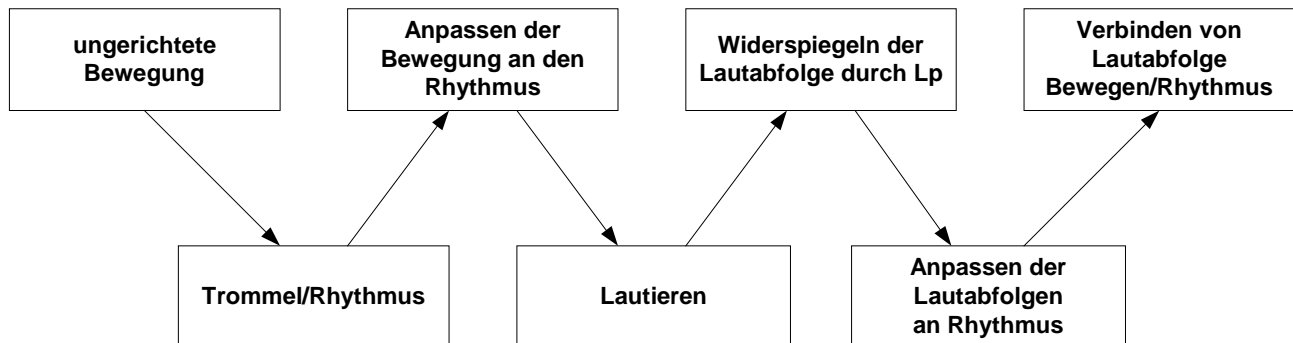 ungerichtete
Bewegung
Anpassen der
Bewegung an den
Rhythmus
Widerspiegeln der
Lautabfolge durch Lp
Verbinden von
Lautabfolge
Bewegen/Rhythmus
Trommel/Rhythmus
Lautieren
Anpassen der
Lautabfolgen
an Rhythmus